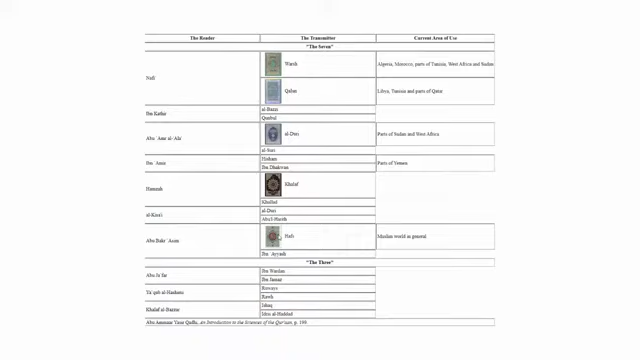 The Reader The Transmitter Current Area of Use
"The Seven"
Nafi
Warsh Algeria, Morocco, parts of Tunisia, West Africa and Sudan
Qalun Libya, Tunisia and parts of Qatar
Ibn Kathir
al-Bazzi
Qunbul
Abu 'Amr al-'Ala'
al-Duri Parts of Sudan and West Africa
al-Susi
Ibn 'Amir
Hisham
Ibn Dhakwan
Parts of Yemen
Hamzah
Khalaf
Khallad
al-Kisa'i
al-Duri
Abu'l-Harith
Abu Bakr 'Asim
Hafs Muslim world in general
Ibn 'Ayyash
"The Three"
Abu Ja'far
Ibn Wardan
Ibn Jamaz
Ya'qub al-Hashimi
Ruways
Rawh
Khalaf al-Bazzar
Ishaq
Idris al-Haddad
Abu Ammaar Yasir Qadhi, an Introduction to the Sciences of the Qur'aan, p. 199.